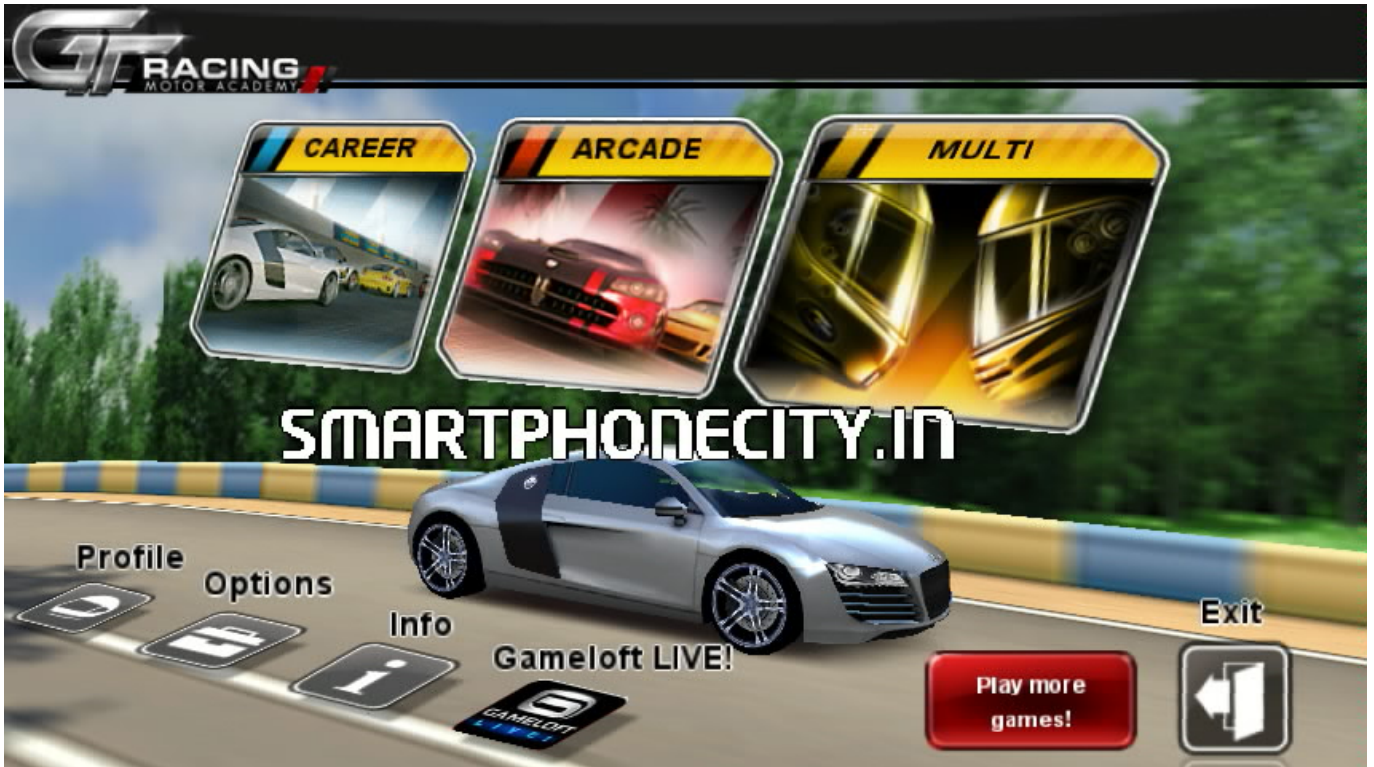 GT RACING
MOTOR ACADEMY
CAREER
ARCADE
MULTI
SMARTPHONECITY.IN
Profile
Options
Info
Gameloft LIVE!
GAMELOFT
LIVE!
Play more
games!
Exit